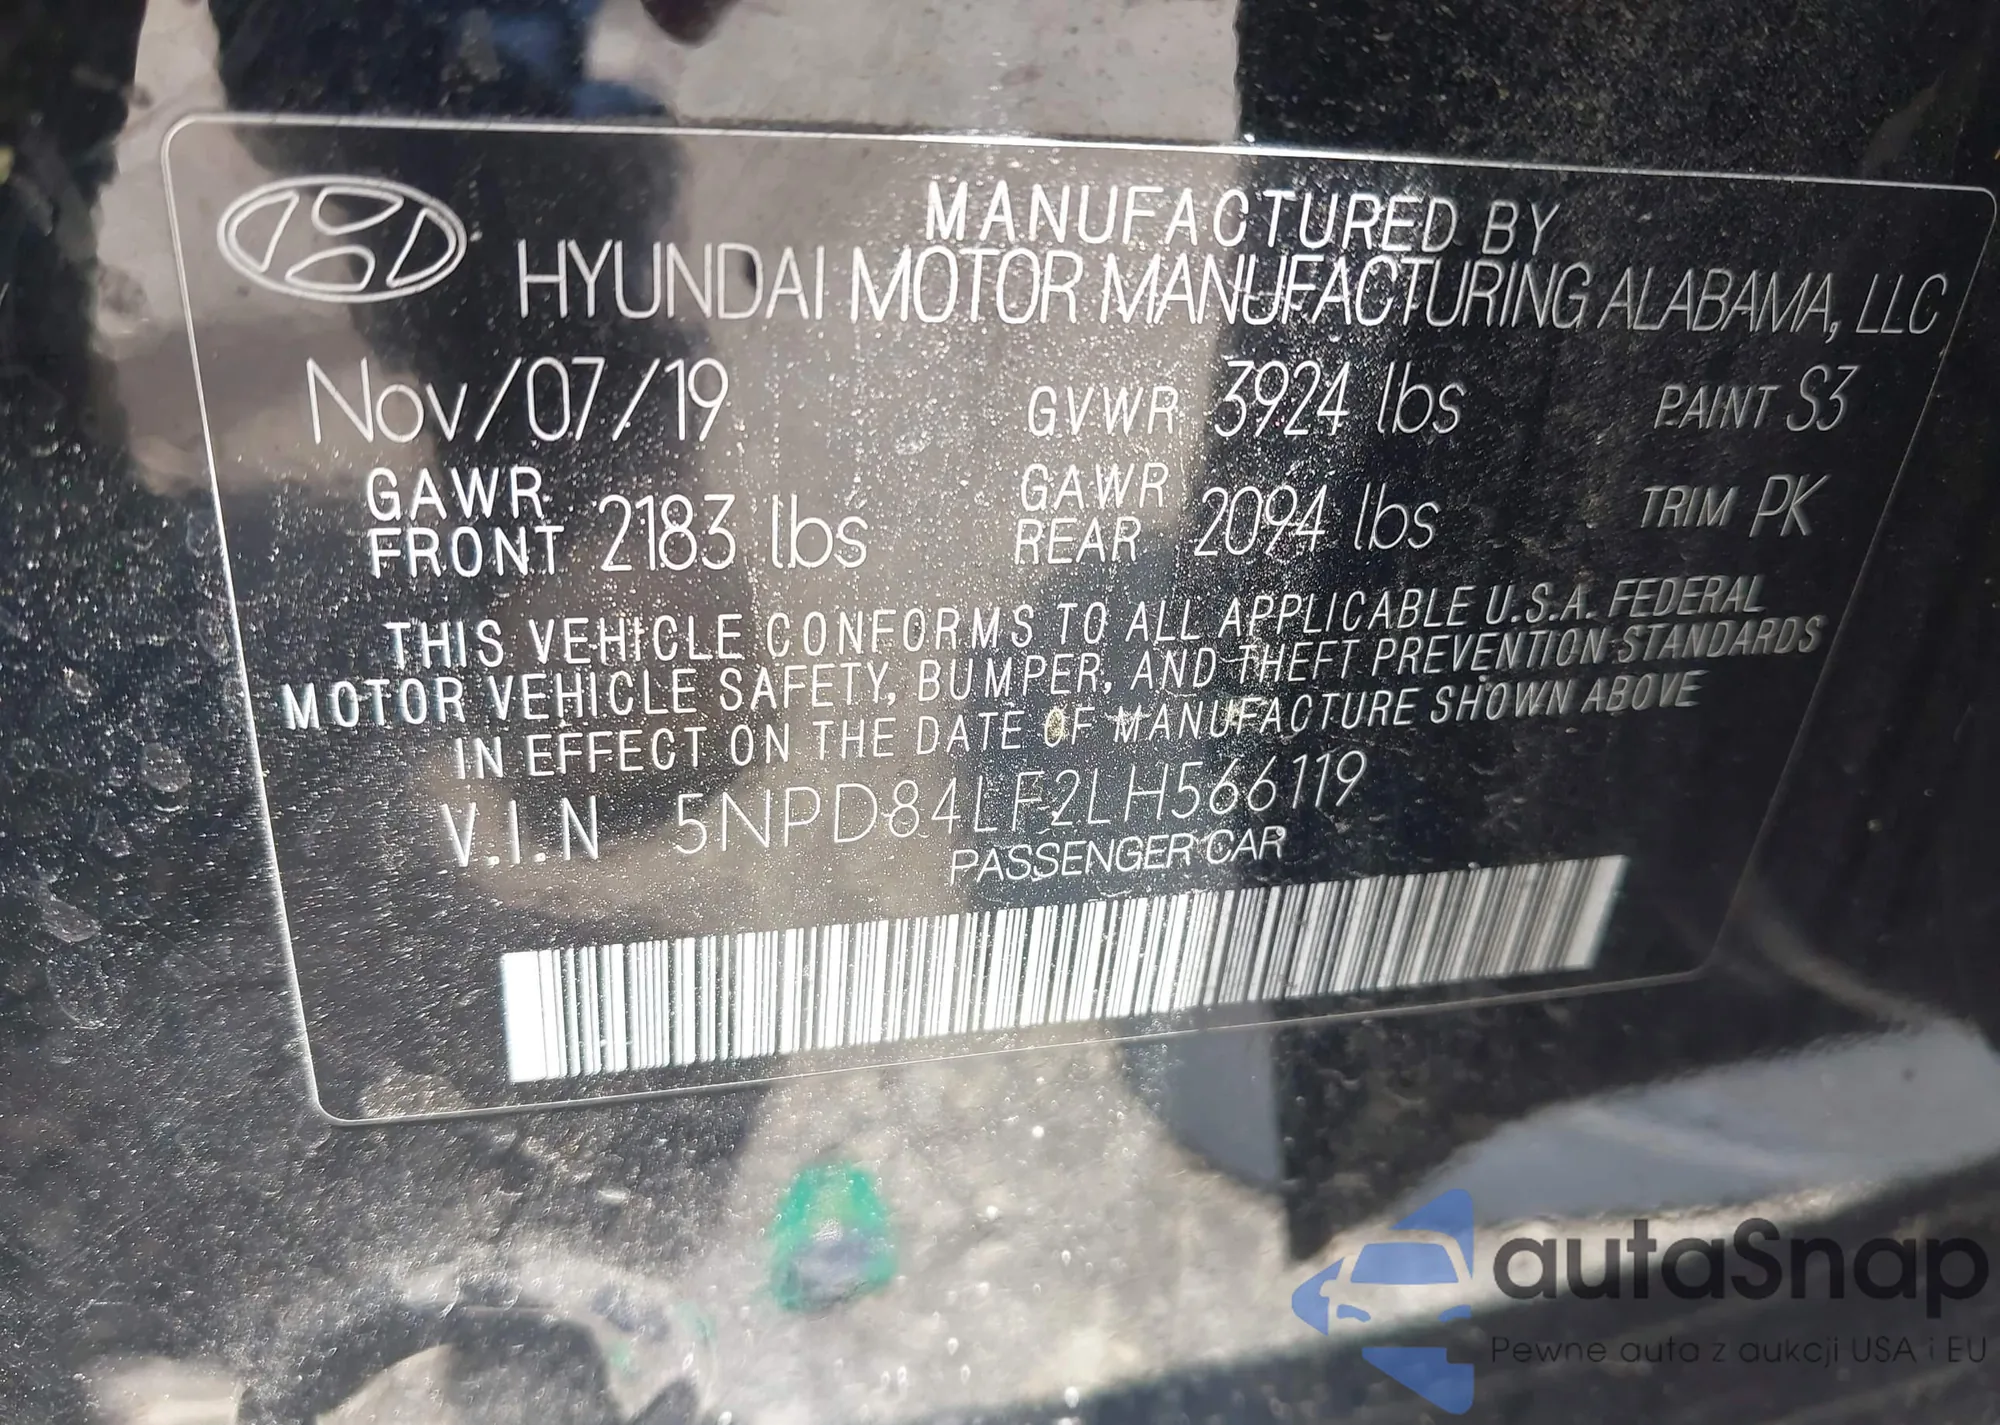 MANUFACTURED BY
HYUNDAI MOTOR MANUFACTURING ALABAMA, LLC
Nov/07/19 GVWR 3924 lbs PAINT S3
GAWR FRONT 2183 lbs GAWR REAR 2094 lbs TRIM PK
THIS VEHICLE CONFORMS TO ALL APPLICABLE U.S.A. FEDERAL
MOTOR VEHICLE SAFETY, BUMPER, AND THEFT PREVENTION STANDARDS
IN EFFECT ON THE DATE OF MANUFACTURE SHOWN ABOVE
V.I.N 5NPD84LF2LH566119
PASSENGER CAR
autaSnap
Pewne auta z aukcji USA i EU